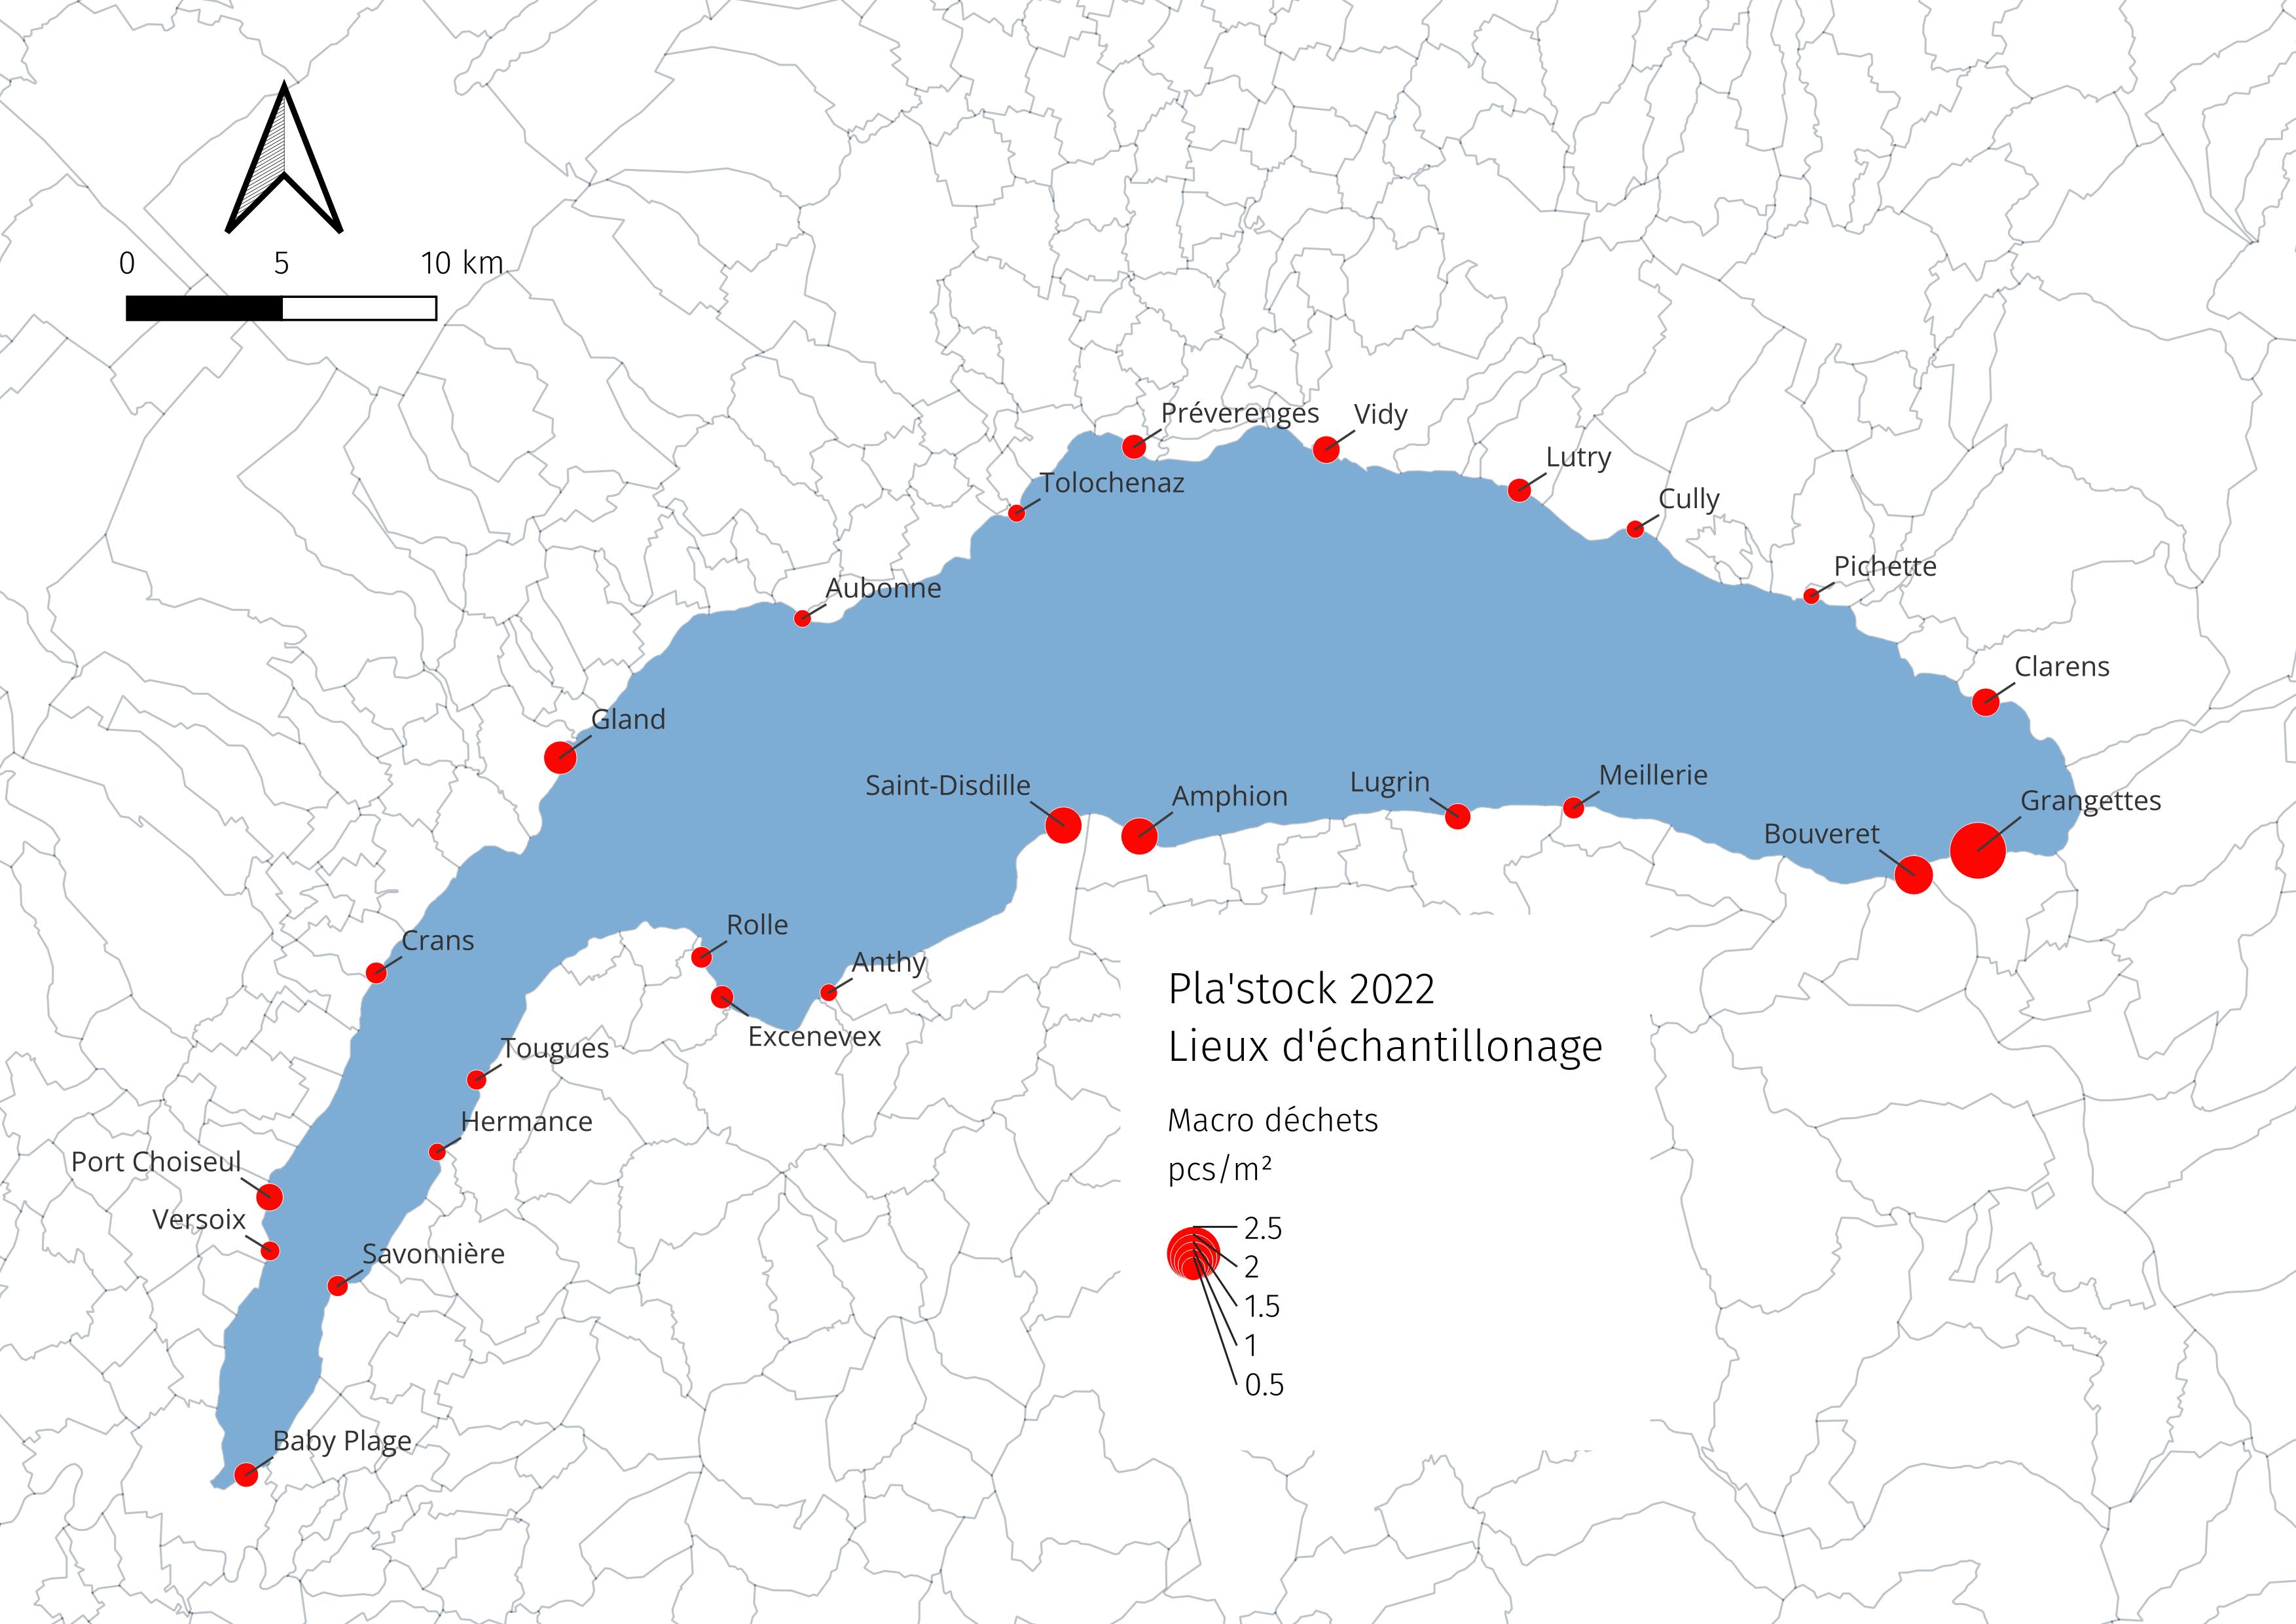 0 5 10 km
Préverenges
Vidy
Lutry
Tolochenaz
Cully
Pichette
Aubonne
Clarens
Gland
Saint-Disdille
Amphion
Lugrin
Meillerie
Grangettes
Bouveret
Rolle
Crans
Anthy
Excenevex
Tougues
Hermance
Port Choiseul
Versoix
Savonnière
Baby Plage
Pla'stock 2022
Lieux d'échantillonage
Macro déchets
pcs/m²
2.5
2
1.5
1
0.5